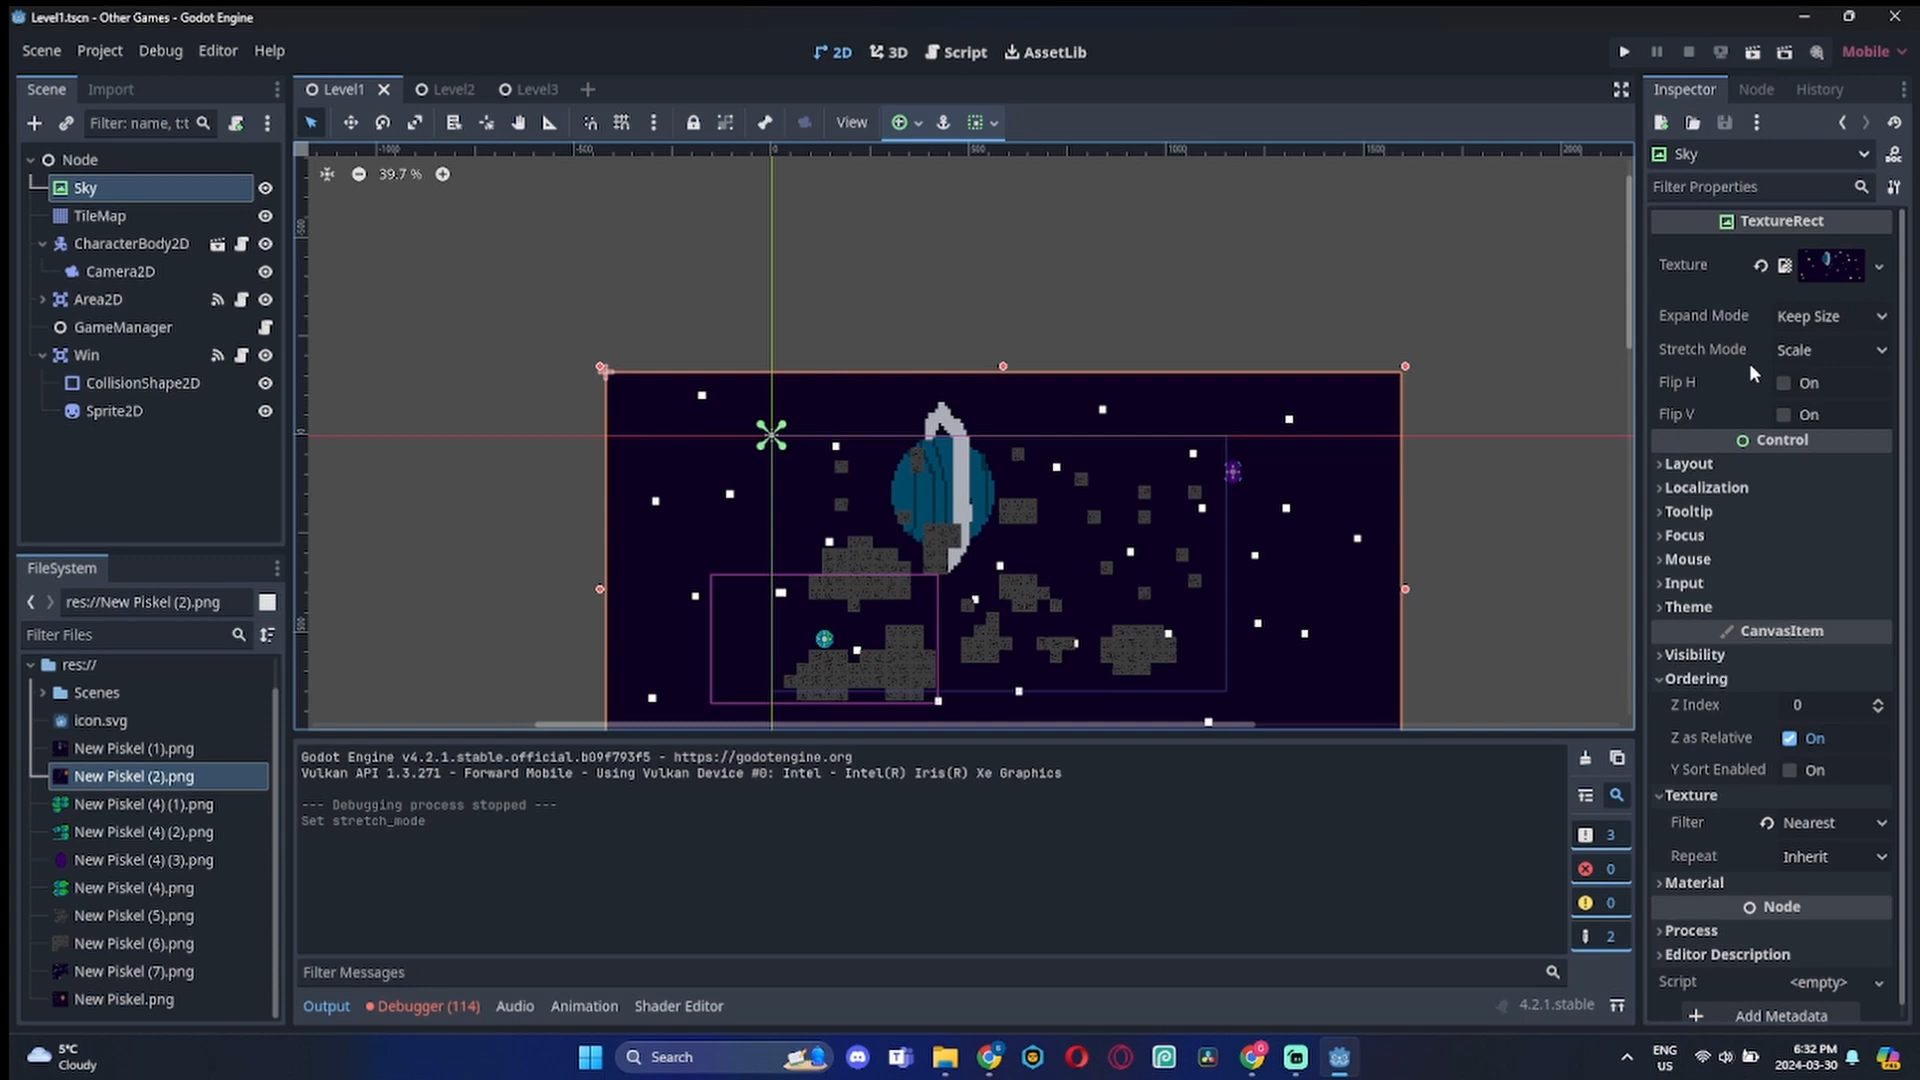 Level1.tscn - Other Games - Godot Engine
Scene Project Debug Editor Help
2D 3D Script AssetLib
Mobile
Scene Import
Level1 Level2 Level3
Inspector Node History
Filter: name, t:t
View
Node
Sky
TileMap
CharacterBody2D
Camera2D
Area2D
GameManager
Win
CollisionShape2D
Sprite2D
-1000 -500 0 500 1000 1500 2000
39.7 %
-500
0
500
FileSystem
res://New Piskel (2).png
Filter Files
res://
Scenes
icon.svg
New Piskel (1).png
New Piskel (2).png
New Piskel (4) (1).png
New Piskel (4) (2).png
New Piskel (4) (3).png
New Piskel (4).png
New Piskel (5).png
New Piskel (6).png
New Piskel (7).png
New Piskel.png
Godot Engine v4.2.1.stable.official.b09f793f5 - https://godotengine.org
Vulkan API 1.3.271 - Forward Mobile - Using Vulkan Device #0: Intel - Intel(R) Iris(R) Xe Graphics
--- Debugging process stopped ---
Set stretch_mode
3
0
0
2
Filter Messages
Output Debugger (114) Audio Animation Shader Editor
4.2.1.stable
Sky
Filter Properties
TextureRect
Texture
Expand Mode Keep Size
Stretch Mode Scale
Flip H On
Flip V On
Control
Layout
Localization
Tooltip
Focus
Mouse
Input
Theme
CanvasItem
Visibility
Ordering
Z Index 0
Z as Relative On
Y Sort Enabled On
Texture
Filter Nearest
Repeat Inherit
Material
Node
Process
Editor Description
Script <empty>
Add Metadata
5°C
Cloudy
Search
ENG
US
6:32 PM
2024-03-30